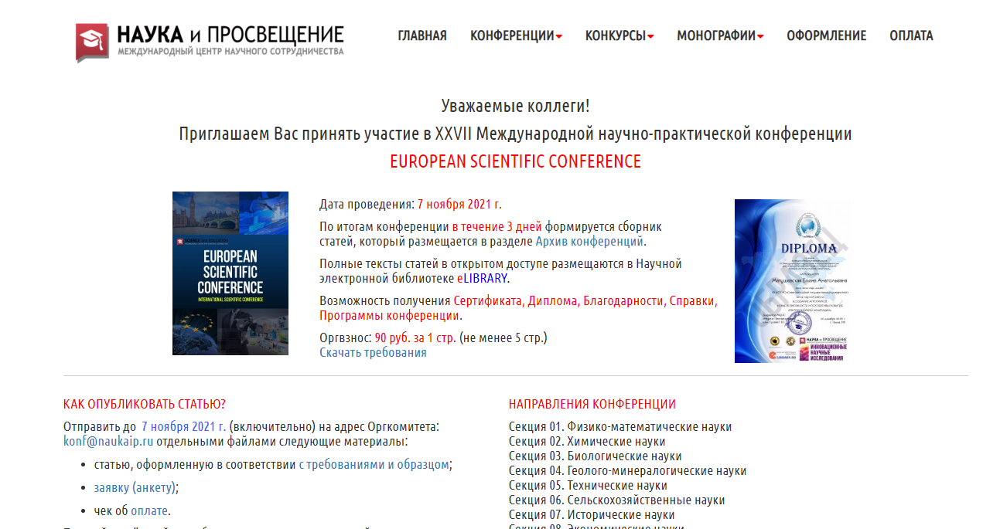 НАУКА и ПРОСВЕЩЕНИЕ
МЕЖДУНАРОДНЫЙ ЦЕНТР НАУЧНОГО СОТРУДНИЧЕСТВА
ГЛАВНАЯ КОНФЕРЕНЦИИ КОНКУРСЫ МОНОГРАФИИ ОФОРМЛЕНИЕ ОПЛАТА
Уважаемые коллеги!
Приглашаем Вас принять участие в XXVII Международной научно-практической конференции
EUROPEAN SCIENTIFIC CONFERENCE
EUROPEAN
SCIENTIFIC
CONFERENCE
INTERNATIONAL SCIENTIFIC CONFERENCE
Дата проведения: 7 ноября 2021 г.
По итогам конференции в течение 3 дней формируется сборник
статей, который размещается в разделе Архив конференций.
Полные тексты статей в открытом доступе размещаются в Научной
электронной библиотеке eLIBRARY.
Возможность получения Сертификата, Диплома, Благодарности, Справки,
Программы конференции.
Оргвзнос: 90 руб. за 1 стр. (не менее 5 стр.)
Скачать требования
DIPLOMA
Матушевская Елена Анатольевна
НАУКА и ПРОСВЕЩЕНИЕ
ИННОВАЦИОННЫЕ
НАУЧНЫЕ
ИССЛЕДОВАНИЯ
КАК ОПУБЛИКОВАТЬ СТАТЬЮ?
Отправить до 7 ноября 2021 г. (включительно) на адрес Оргкомитета:
konf@naukaip.ru отдельными файлами следующие материалы:
• статью, оформленную в соответствии с требованиями и образцом;
• заявку (анкету);
• чек об оплате.
НАПРАВЛЕНИЯ КОНФЕРЕНЦИИ
Секция 01. Физико-математические науки
Секция 02. Химические науки
Секция 03. Биологические науки
Секция 04. Геолого-минералогические науки
Секция 05. Технические науки
Секция 06. Сельскохозяйственные науки
Секция 07. Исторические науки
Секция 08. Экономические науки